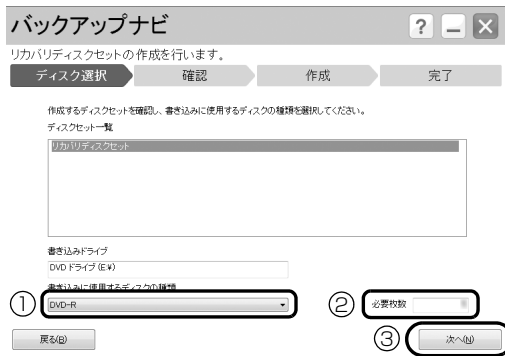 バックアップナビ
? － ×
リカバリディスクセットの作成を行います。
ディスク選択 確認 作成 完了
作成するディスクセットを確認し、書き込みに使用するディスクの種類を選択してください。
ディスクセット一覧
リカバリディスクセット
書き込みドライブ
DVD ドライブ (E:¥)
書き込みに使用するディスクの種類
① DVD-R ② 必要枚数
戻る(B) ③ 次へ(N)